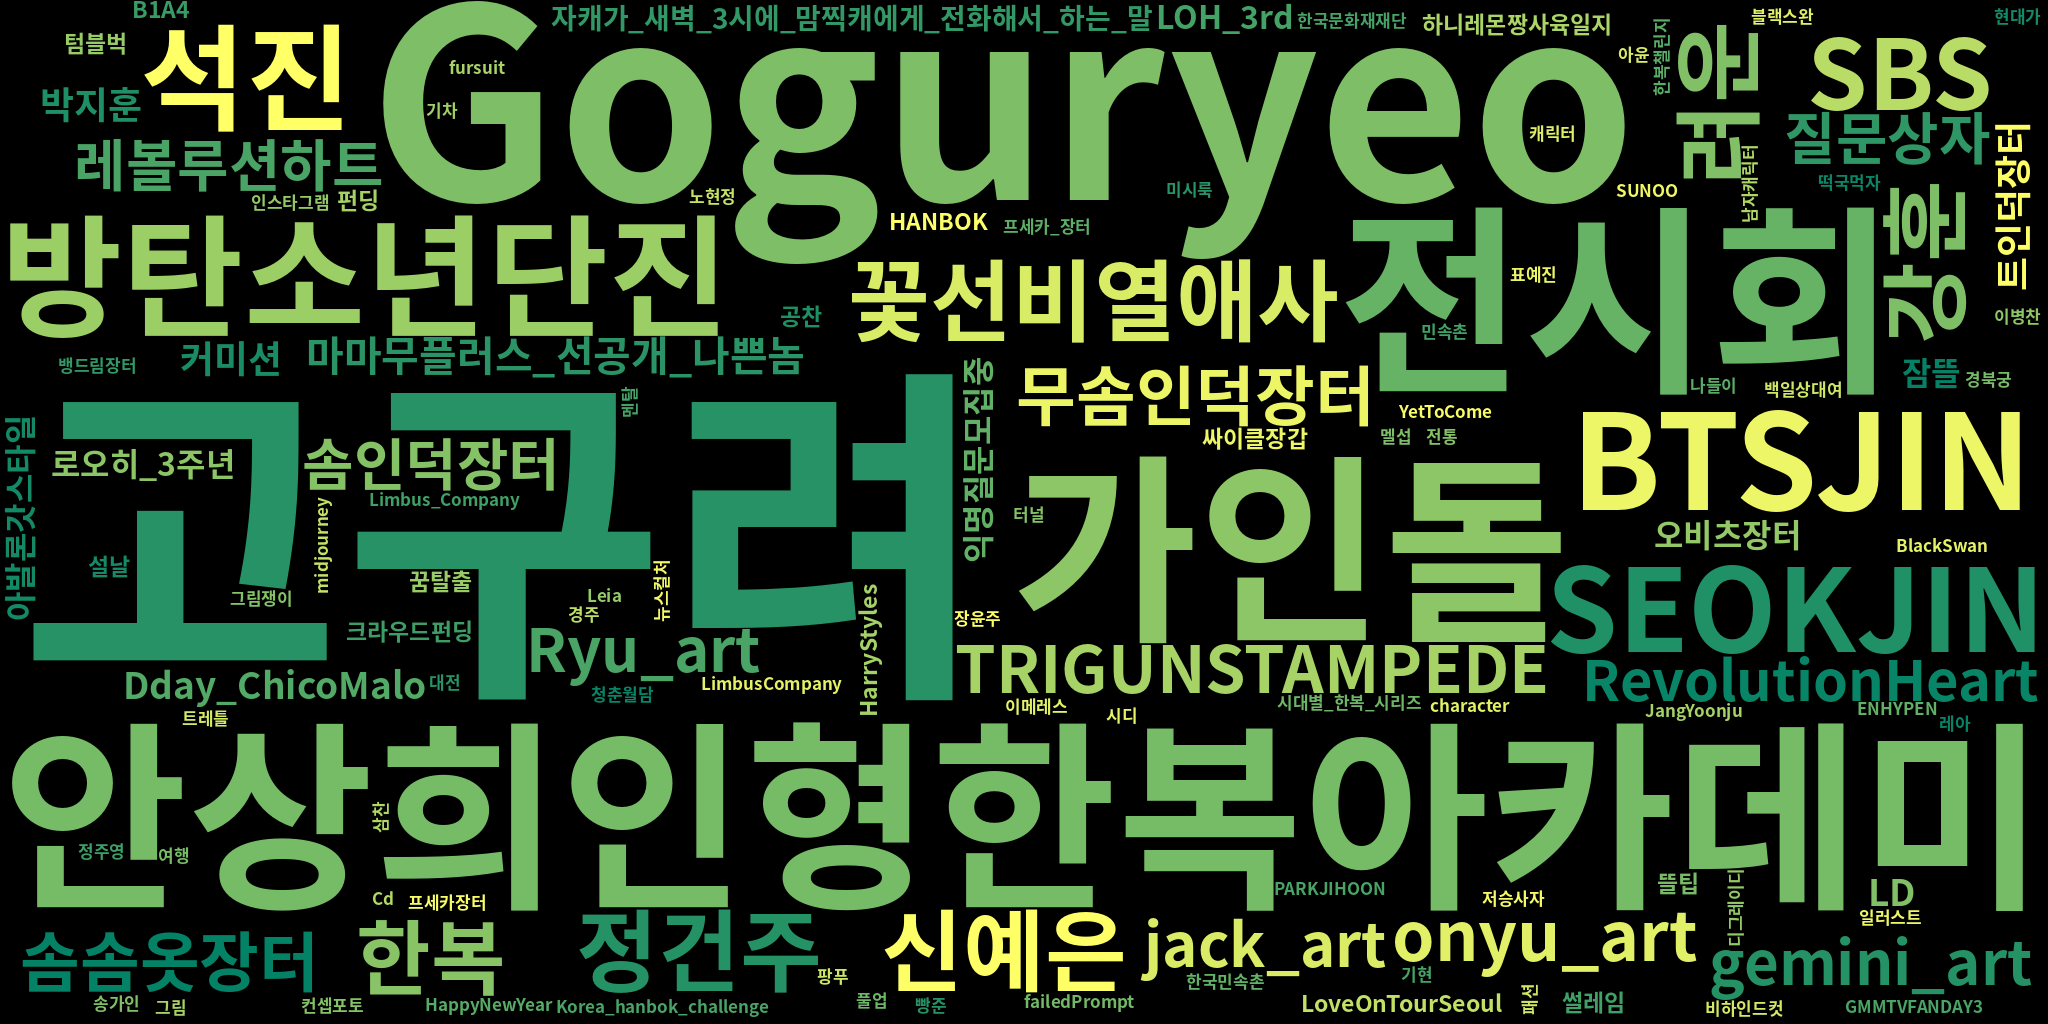 B1A4
자캐가_새벽_3시에_맘찍캐에게_전화해서_하는_말
LOH_3rd
한국문화재재단
하니레몬짱사육일지
블랙스완
현대가
텀블벅
석진
Goguryeo
fursuit
기차
캐릭터
아윤
한복챌린지
려운
SBS
박지훈
레볼루션하트
질문상자
트인덕장터
인스타그램
펀딩
노현정
미시룩
SUNOO
남자캐릭터
떡국먹자
HANBOK
프세카_장터
방탄소년단진
꽃선비열애사
전시회
강훈
표예진
공찬
민속촌
이병찬
뱅드림장터
커미션
마마무플러스_선공개_나쁜놈
잠뜰
경북궁
나들이
백일상대여
멘탈
익명질문모집중
무솜인덕장터
YetToCome
싸이클장갑
멜섭
전통
BTSJIN
고구려
아발론갓스타일
로오히_3주년
솜인덕장터
Limbus_Company
midjourney
터널
가인돌
오비츠장터
BlackSwan
설날
그림쟁이
꿈탈출
Leia
경주
뉴스컬처
HarryStyles
장윤주
SEOKJIN
크라우드펀딩
Ryu_art
TRIGUNSTAMPEDE
RevolutionHeart
Dday_ChicoMalo
대전
청춘월담
LimbusCompany
이메레스
시디
시대별_한복_시리즈
character
JangYoonju
ENHYPEN
레아
트레틀
안상희인형한복아카데미
삼찬
정주영
여행
Cd
프세카장터
PARKJIHOON
저승사자
뜰팁
디그레이디
LD
일러스트
솜솜옷장터
한복
정건주
팡푸
신예은
jack_art
onyu_art
gemini_art
한국민속촌
기현
송가인
그림
컨셉포토
HappyNewYear
Korea_hanbok_challenge
풀업
빵준
failedPrompt
LoveOnTourSeoul
썰레임
비하인드컷
GMMTVFANDAY3